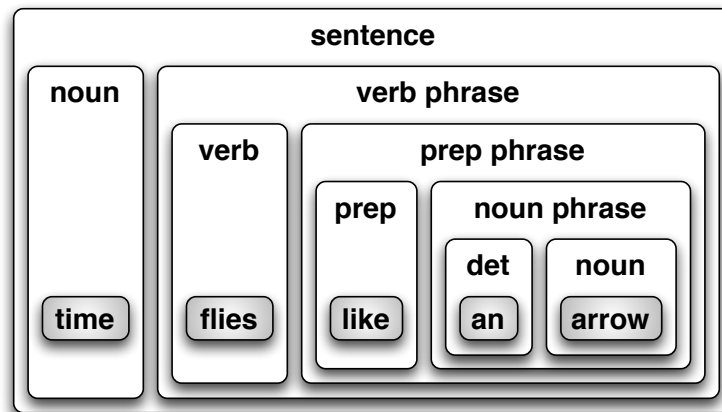 sentence
noun verb phrase
verb prep phrase
prep noun phrase
det noun
time flies like an arrow